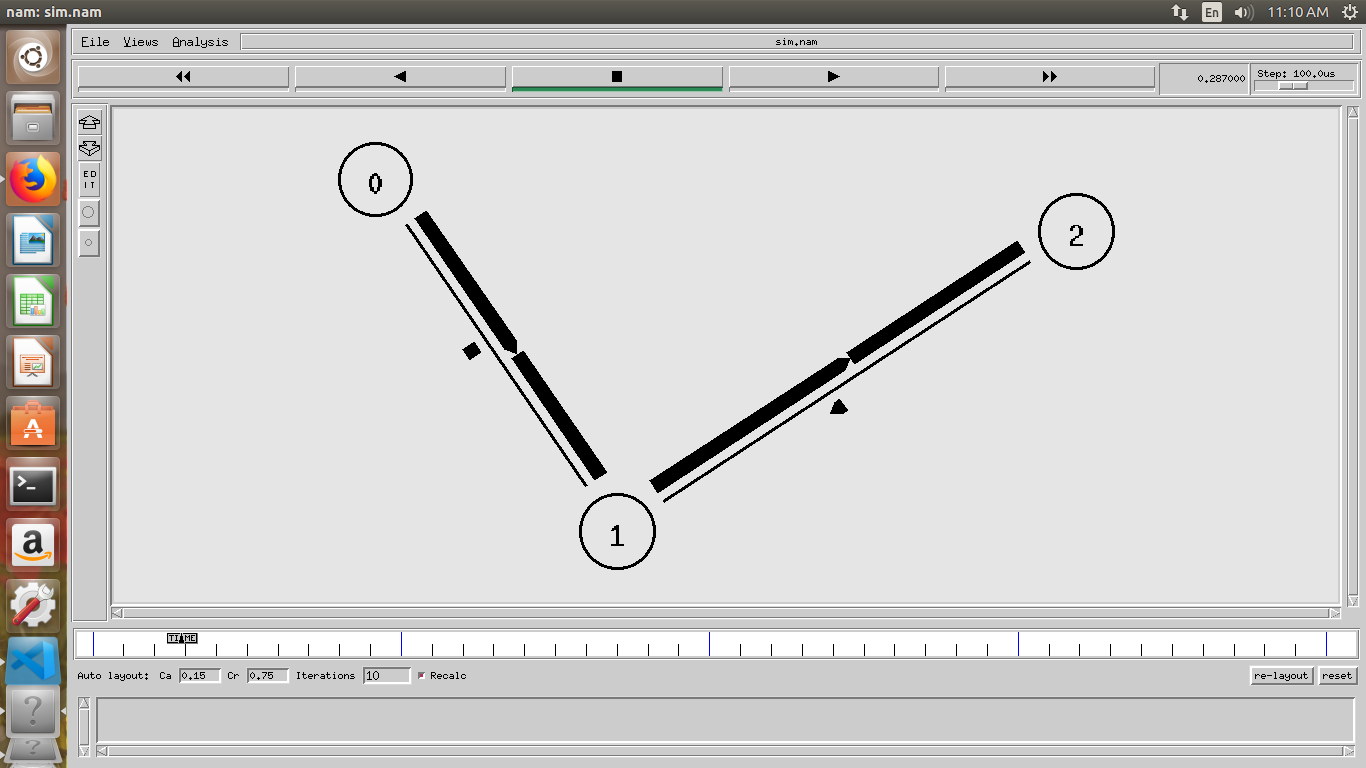 nam: sim.nam
En
11:10 AM
File Views Analysis
sim.nam
0.287000
Step: 100.0us
ED
IT
0
2
1
TIME
Auto layout: Ca 0.15 Cr 0.75 Iterations 10 Recalc
re-layout reset